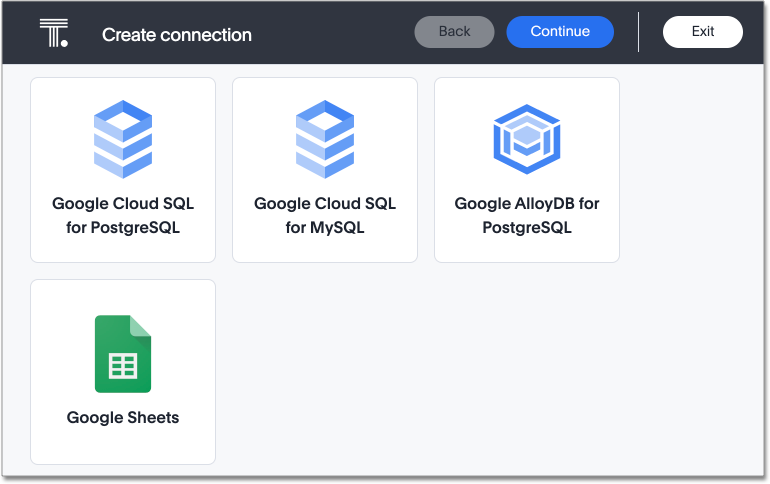 T.
Create connection
Back
Continue
Exit
Google Cloud SQL
for PostgreSQL
Google Cloud SQL
for MySQL
Google AlloyDB for
PostgreSQL
Google Sheets